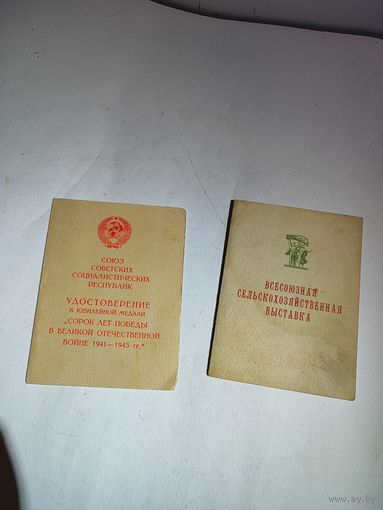 СОЮЗ
СОВЕТСКИХ
СОЦИАЛИСТИЧЕСКИХ
РЕСПУБЛИК
УДОСТОВЕРЕНИЕ
К ЮБИЛЕЙНОЙ МЕДАЛИ
„СОРОК ЛЕТ ПОБЕДЫ
В ВЕЛИКОЙ ОТЕЧЕСТВЕННОЙ
ВОЙНЕ 1941—1945 гг."
ВСЕСОЮЗНАЯ
СЕЛЬСКОХОЗЯЙСТВЕННАЯ
ВЫСТАВКА
www.ay.by